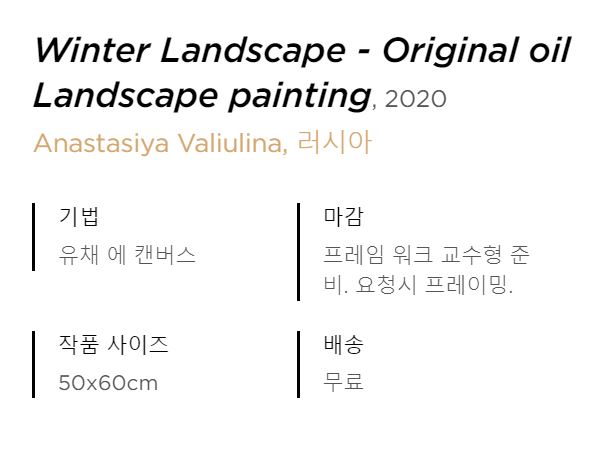 Winter Landscape - Original oil
Landscape painting, 2020
Anastasiya Valiulina, 러시아
기법
유채 에 캔버스
마감
프레임 워크 교수형 준
비. 요청시 프레이밍.
작품 사이즈
50x60cm
배송
무료